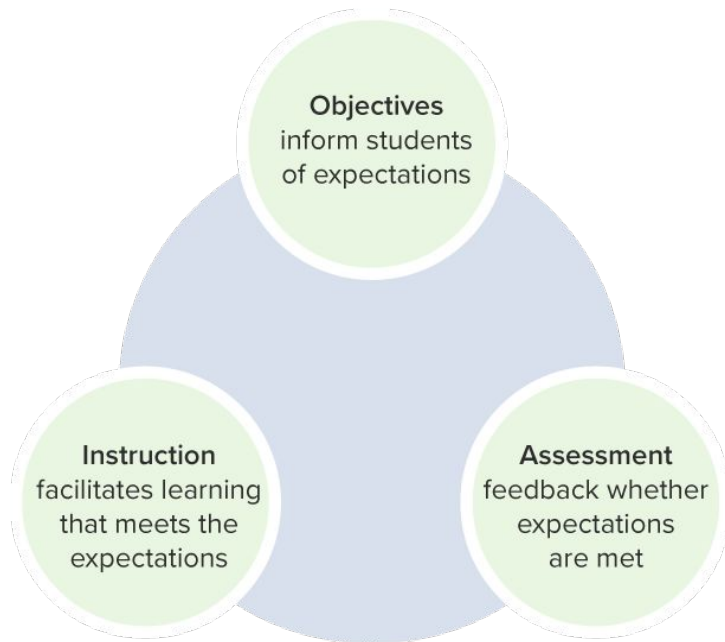 Objectives
inform students
of expectations
Instruction
facilitates learning
that meets the
expectations
Assessment
feedback whether
expectations
are met